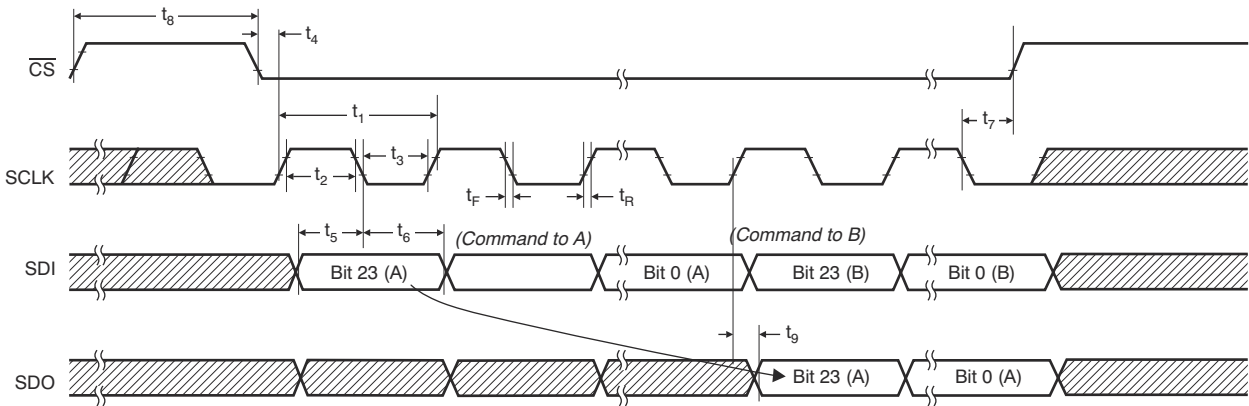 t8
t4
CS
t1
t7
SCLK
t2
t3
tF
tR
t5
t6
(Command to A)
(Command to B)
SDI
Bit 23 (A)
Bit 0 (A)
Bit 23 (B)
Bit 0 (B)
t9
SDO
Bit 23 (A)
Bit 0 (A)